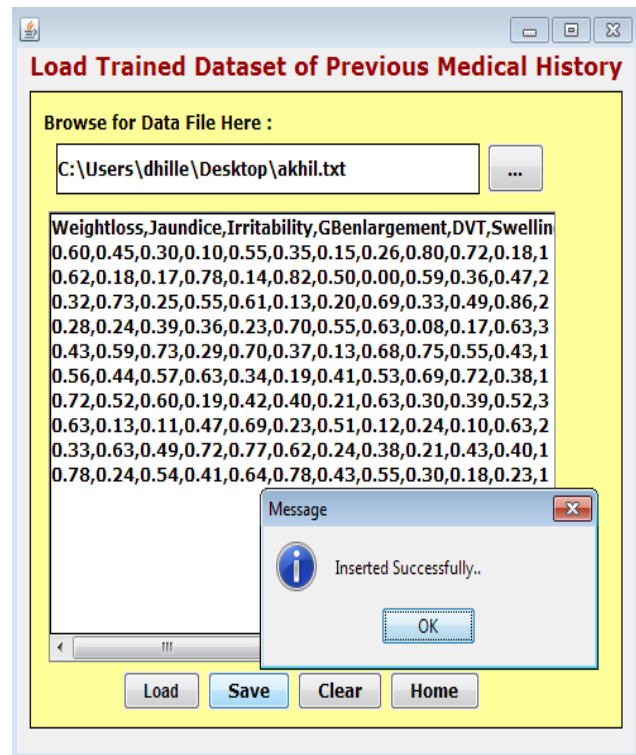 Load Trained Dataset of Previous Medical History
Browse for Data File Here :
C:\Users\dhille\Desktop\akhil.txt
...
Weightloss,Jaundice,Irritability,GBenlargement,DVT,Swellin
0.60,0.45,0.30,0.10,0.55,0.35,0.15,0.26,0.80,0.72,0.18,1
0.62,0.18,0.17,0.78,0.14,0.82,0.50,0.00,0.59,0.36,0.47,2
0.32,0.73,0.25,0.55,0.61,0.13,0.20,0.69,0.33,0.49,0.86,2
0.28,0.24,0.39,0.36,0.23,0.70,0.55,0.63,0.08,0.17,0.63,3
0.43,0.59,0.73,0.29,0.70,0.37,0.13,0.68,0.75,0.55,0.43,1
0.56,0.44,0.57,0.63,0.34,0.19,0.41,0.53,0.69,0.72,0.38,1
0.72,0.52,0.60,0.19,0.42,0.40,0.21,0.63,0.30,0.39,0.52,3
0.63,0.13,0.11,0.47,0.69,0.23,0.51,0.12,0.24,0.10,0.63,2
0.33,0.63,0.49,0.72,0.77,0.62,0.24,0.38,0.21,0.43,0.40,1
0.78,0.24,0.54,0.41,0.64,0.78,0.43,0.55,0.30,0.18,0.23,1
Message
Inserted Successfully..
OK
Load Save Clear Home